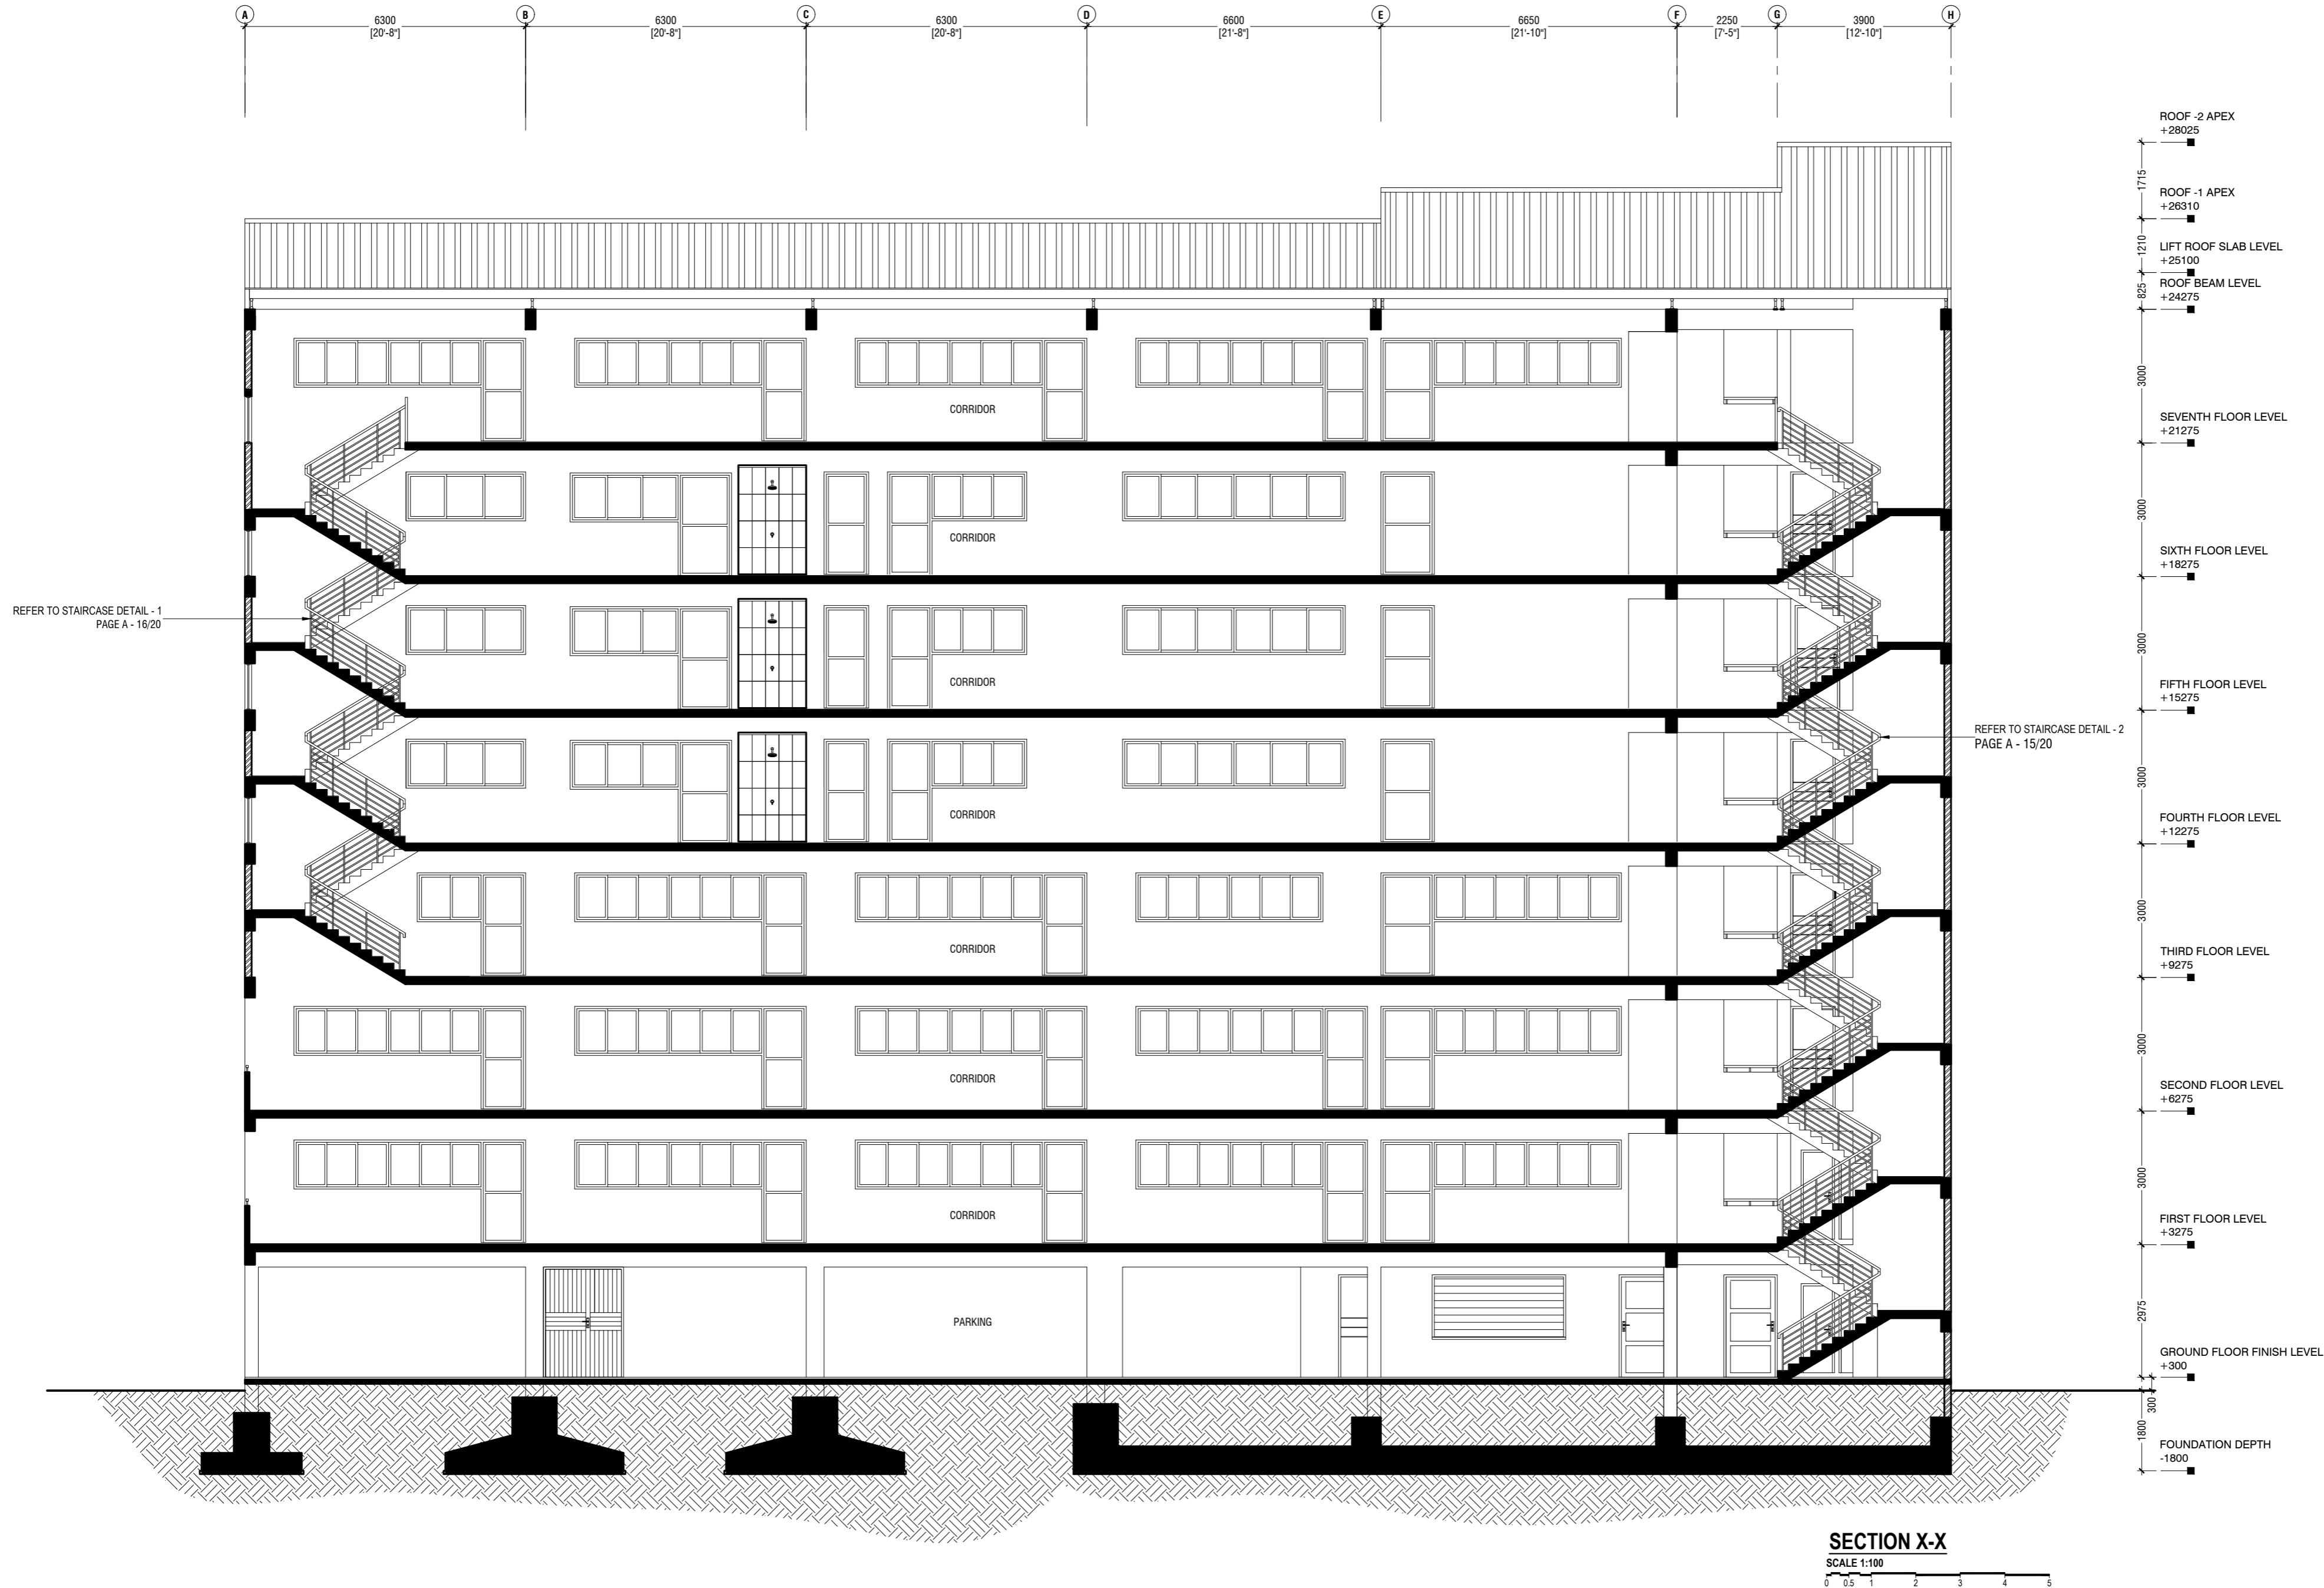 A B C D E F G H
6300 6300 6300 6600 6650 2250 3900
[20'-8"] [20'-8"] [20'-8"] [21'-8"] [21'-10"] [7'-5"] [12'-10"]
ROOF -2 APEX
+28025
1715
ROOF -1 APEX
+26310
1210
LIFT ROOF SLAB LEVEL
+25100
825
ROOF BEAM LEVEL
+24275
3000
CORRIDOR
SEVENTH FLOOR LEVEL
+21275
3000
CORRIDOR
SIXTH FLOOR LEVEL
+18275
REFER TO STAIRCASE DETAIL - 1
PAGE A - 16/20
3000
CORRIDOR
FIFTH FLOOR LEVEL
+15275
REFER TO STAIRCASE DETAIL - 2
PAGE A - 15/20
3000
CORRIDOR
FOURTH FLOOR LEVEL
+12275
3000
CORRIDOR
THIRD FLOOR LEVEL
+9275
3000
CORRIDOR
SECOND FLOOR LEVEL
+6275
3000
CORRIDOR
FIRST FLOOR LEVEL
+3275
2975
PARKING
GROUND FLOOR FINISH LEVEL
+300
300
1800
FOUNDATION DEPTH
-1800
SECTION X-X
SCALE 1:100
0 0.5 1 2 3 4 5